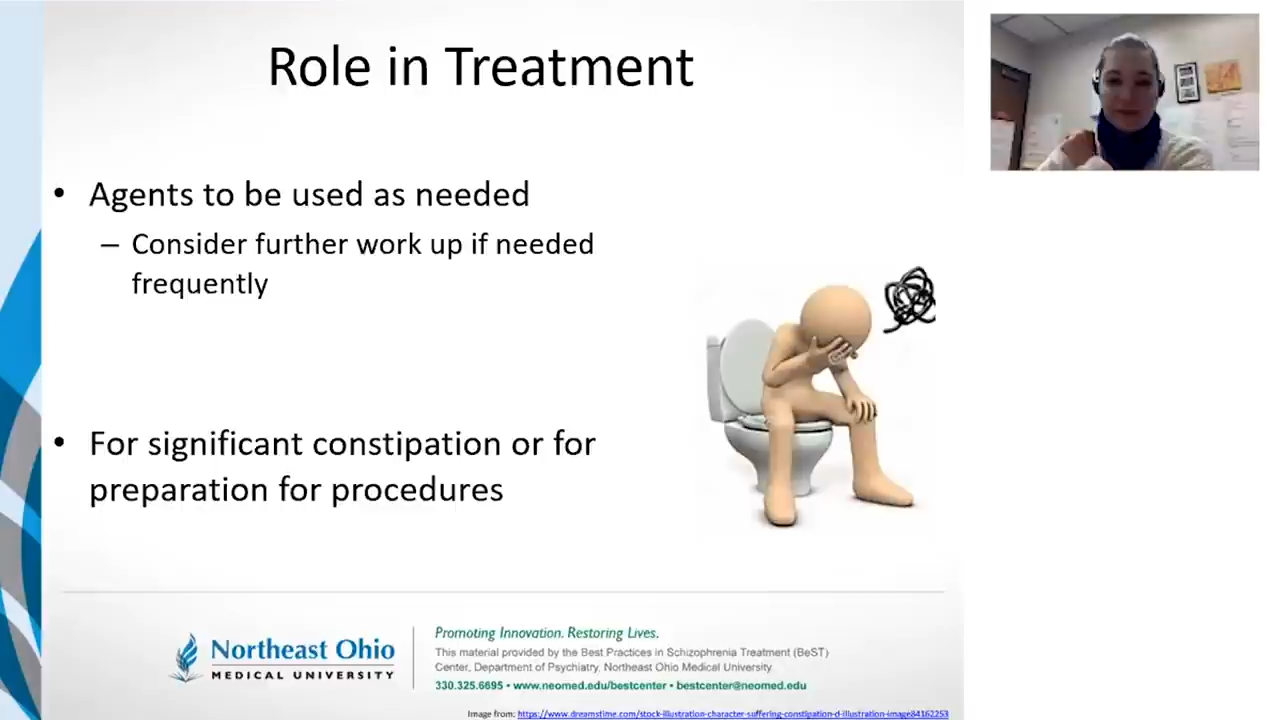 Role in Treatment
• Agents to be used as needed
– Consider further work up if needed
frequently
• For significant constipation or for
preparation for procedures
Northeast Ohio
MEDICAL UNIVERSITY
Promoting Innovation. Restoring Lives.
This material provided by the Best Practices in Schizophrenia Treatment (BeST)
Center, Department of Psychiatry, Northeast Ohio Medical University.
330.325.6695 • www.neomed.edu/bestcenter • bestcenter@neomed.edu
Image from: https://www.dreamstime.com/stock-illustration-character-suffering-constipation-d-illustration-image84162253